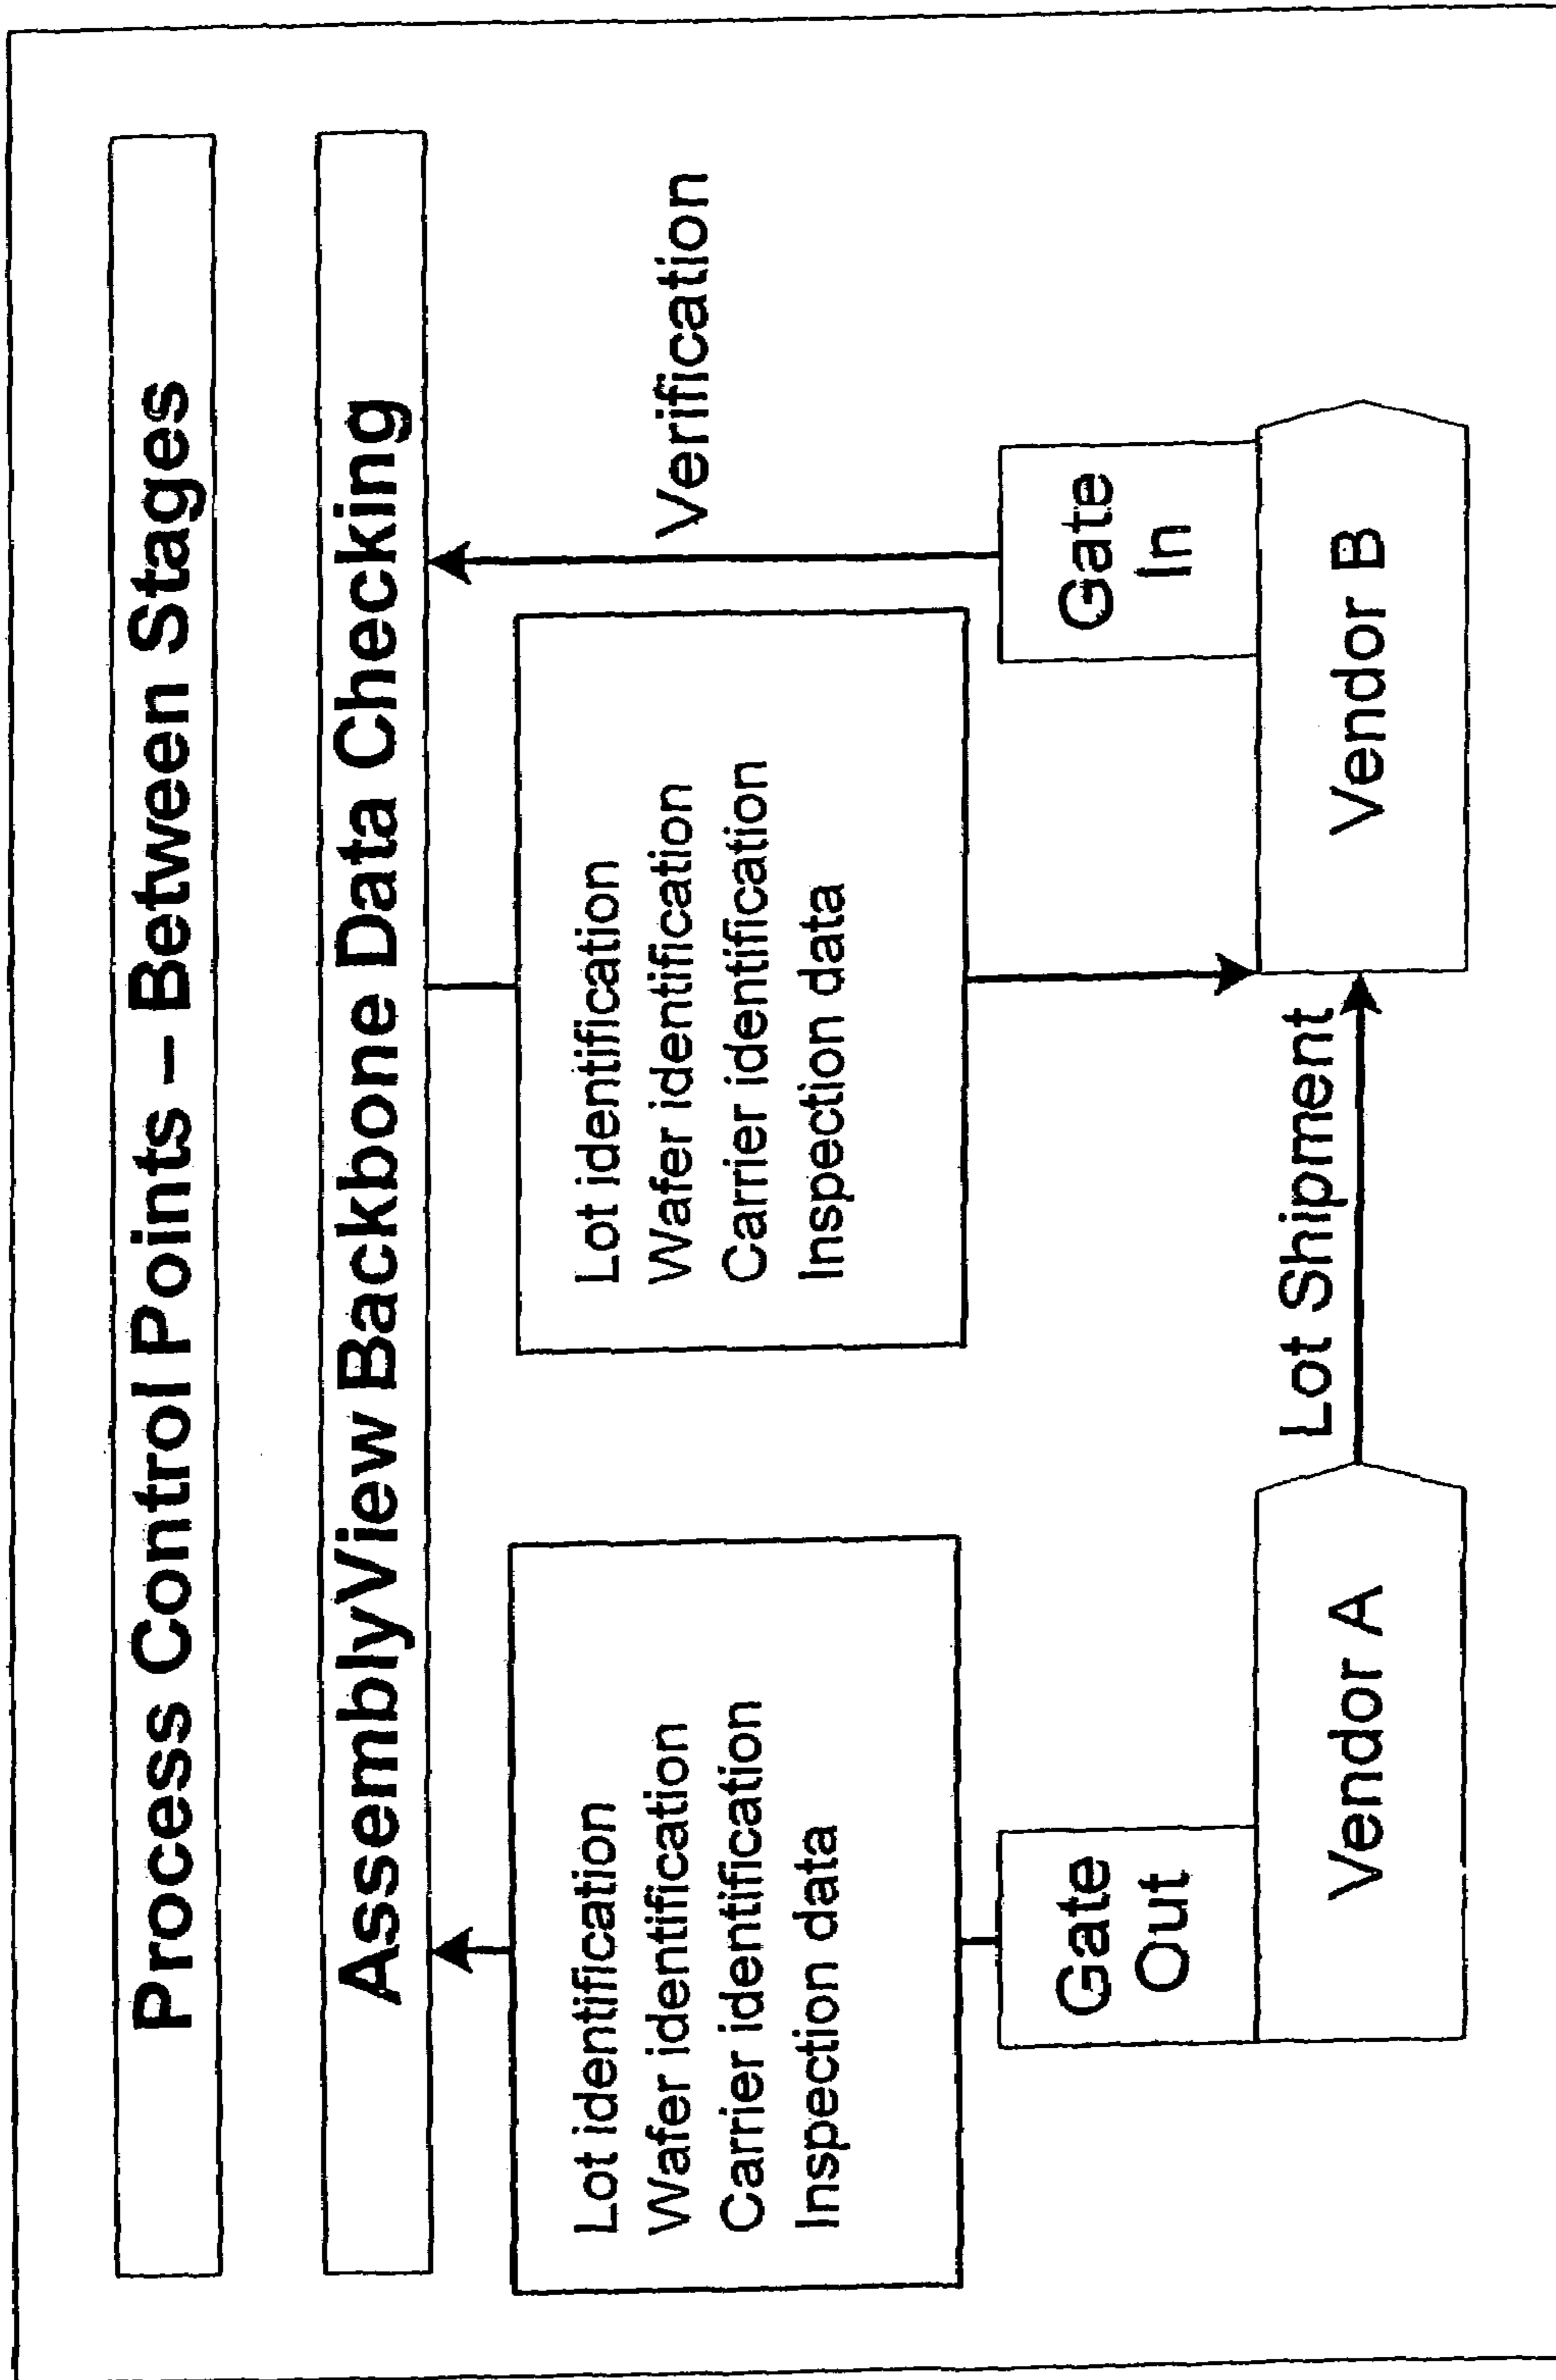 Process Control Points – Between Stages
AssemblyView Backbone Data Checking
Lot identification
Wafer identification
Carrier identification
Inspection data
Lot identification
Wafer identification
Carrier identification
Inspection data
Verification
Gate
Out
Gate
In
Lot Shipment
Vendor A
Vendor B